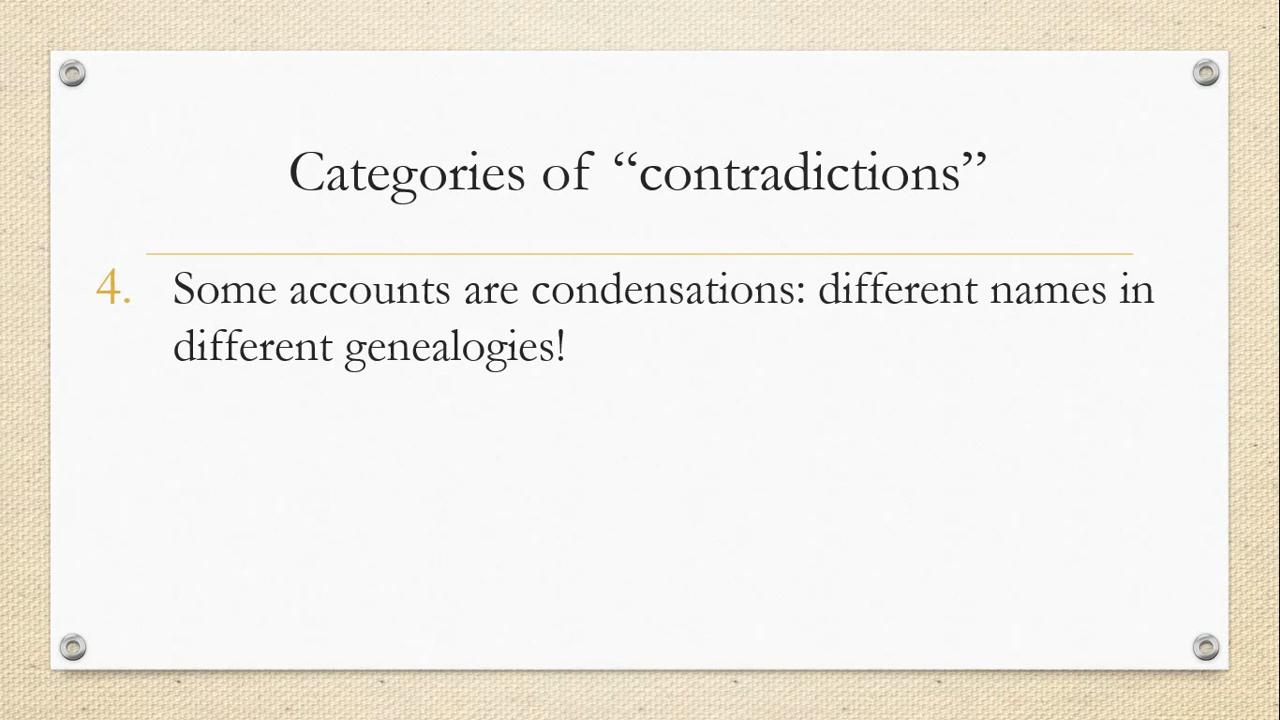 Categories of “contradictions”
4. Some accounts are condensations: different names in
different genealogies!